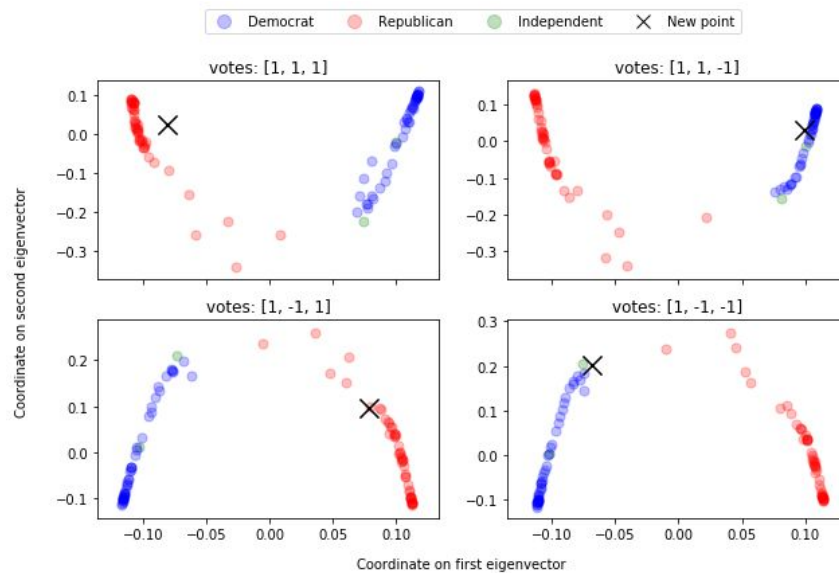 Democrat Republican Independent New point
votes: [1, 1, 1]
votes: [1, 1, -1]
0.1
0.0
−0.1
−0.2
−0.3
0.1
0.0
−0.1
−0.2
−0.3
votes: [1, -1, 1]
votes: [1, -1, -1]
0.2
0.1
0.0
−0.1
0.3
0.2
0.1
0.0
−0.1
−0.10 −0.05 0.00 0.05 0.10
−0.10 −0.05 0.00 0.05 0.10
Coordinate on second eigenvector
Coordinate on first eigenvector